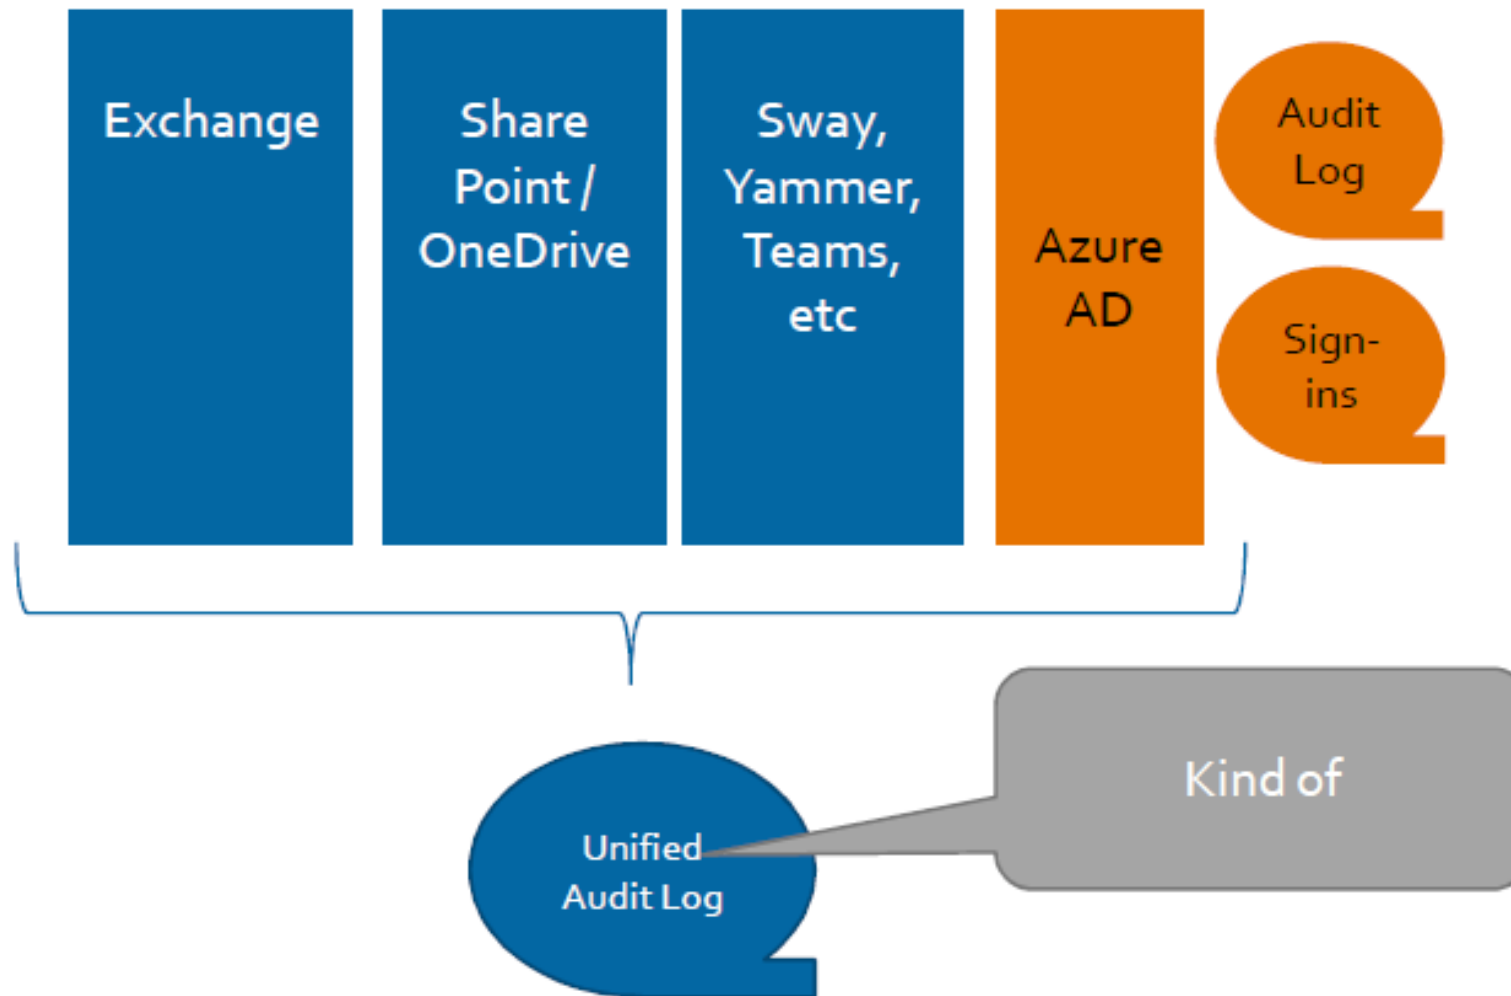 Exchange
Share
Point /
OneDrive
Sway,
Yammer,
Teams,
etc
Azure
AD
Audit
Log
Sign-
ins
Unified
Audit Log
Kind of